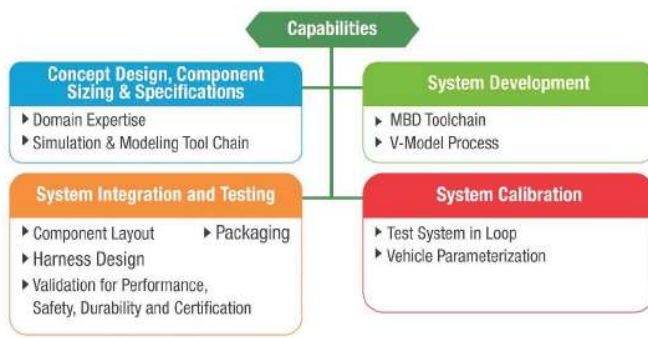 Capabilities
Concept Design, Component
Sizing & Specifications
Domain Expertise
Simulation & Modeling Tool Chain
System Development
MBD Toolchain
V-Model Process
System Integration and Testing
Component Layout
Packaging
Harness Design
Validation for Performance,
Safety, Durability and Certification
System Calibration
Test System in Loop
Vehicle Parameterization